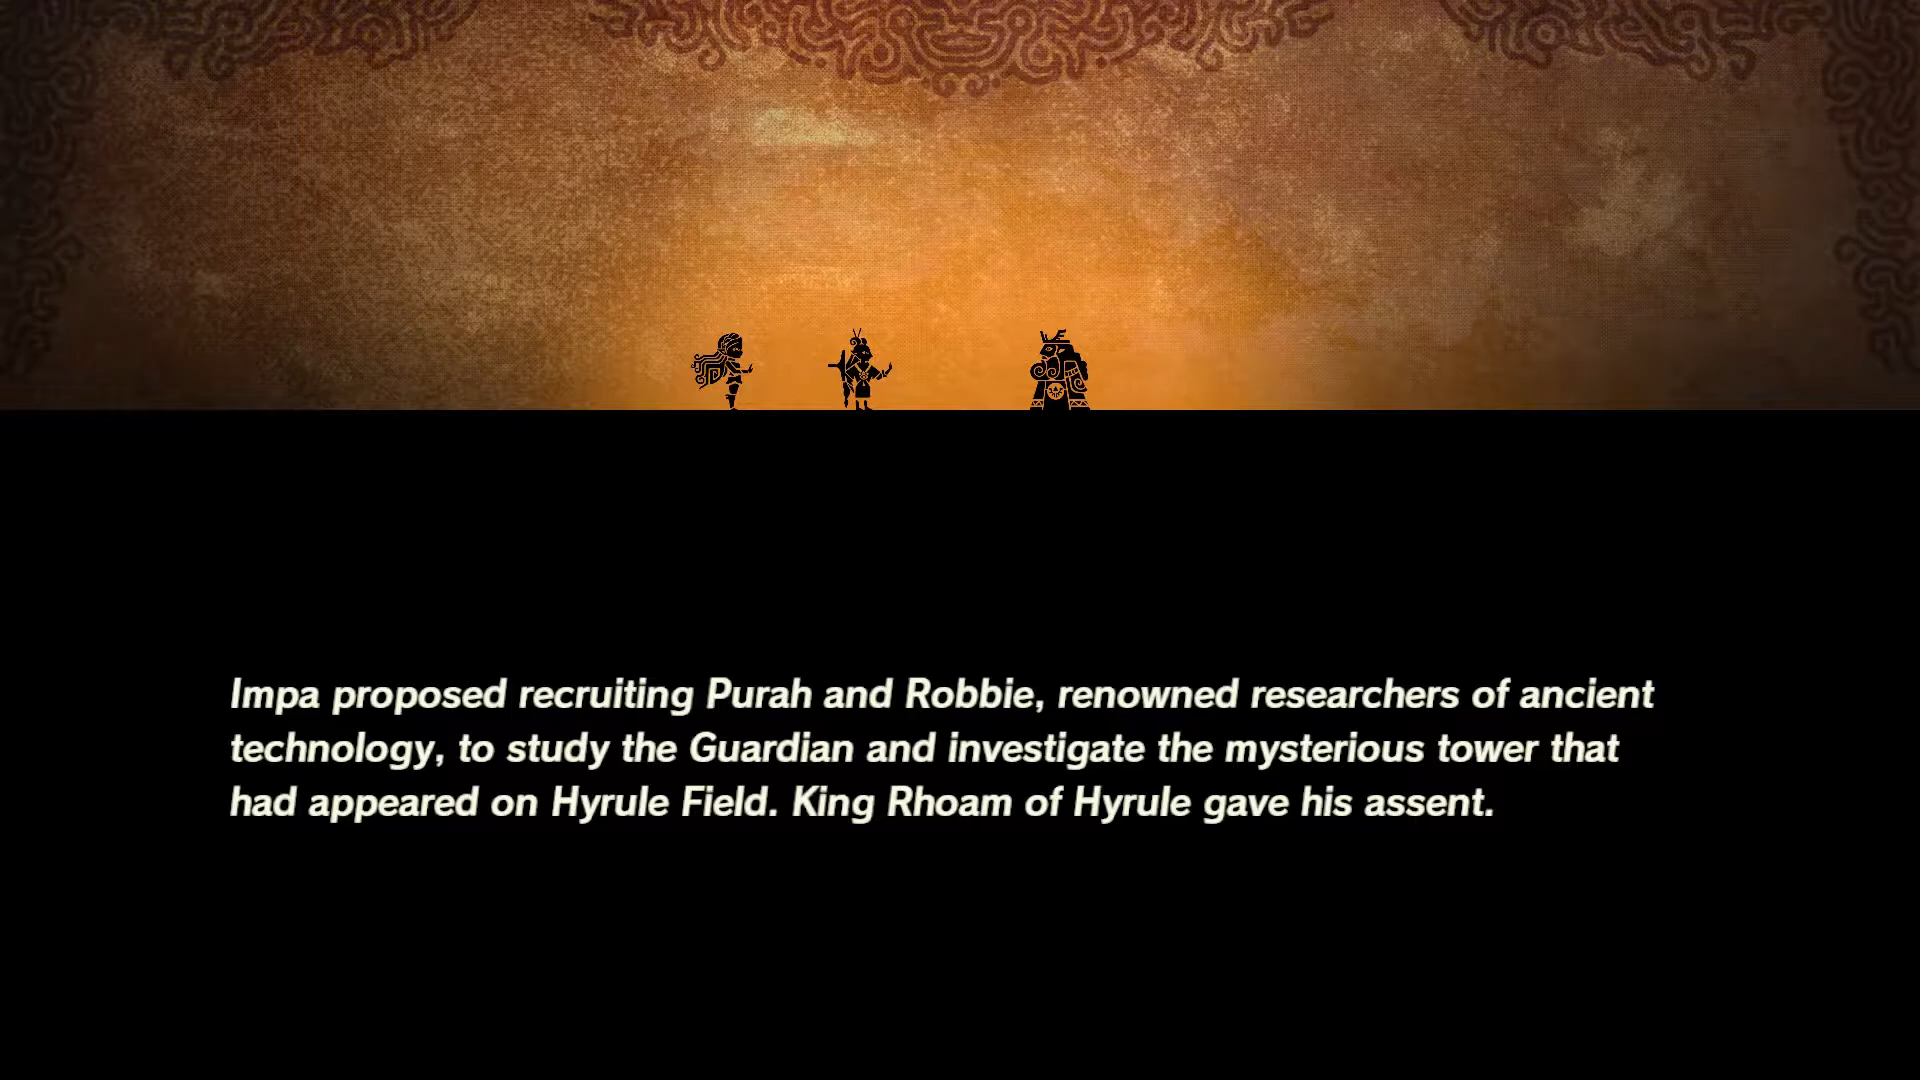 Impa proposed recruiting Purah and Robbie, renowned researchers of ancient
technology, to study the Guardian and investigate the mysterious tower that
had appeared on Hyrule Field. King Rhoam of Hyrule gave his assent.